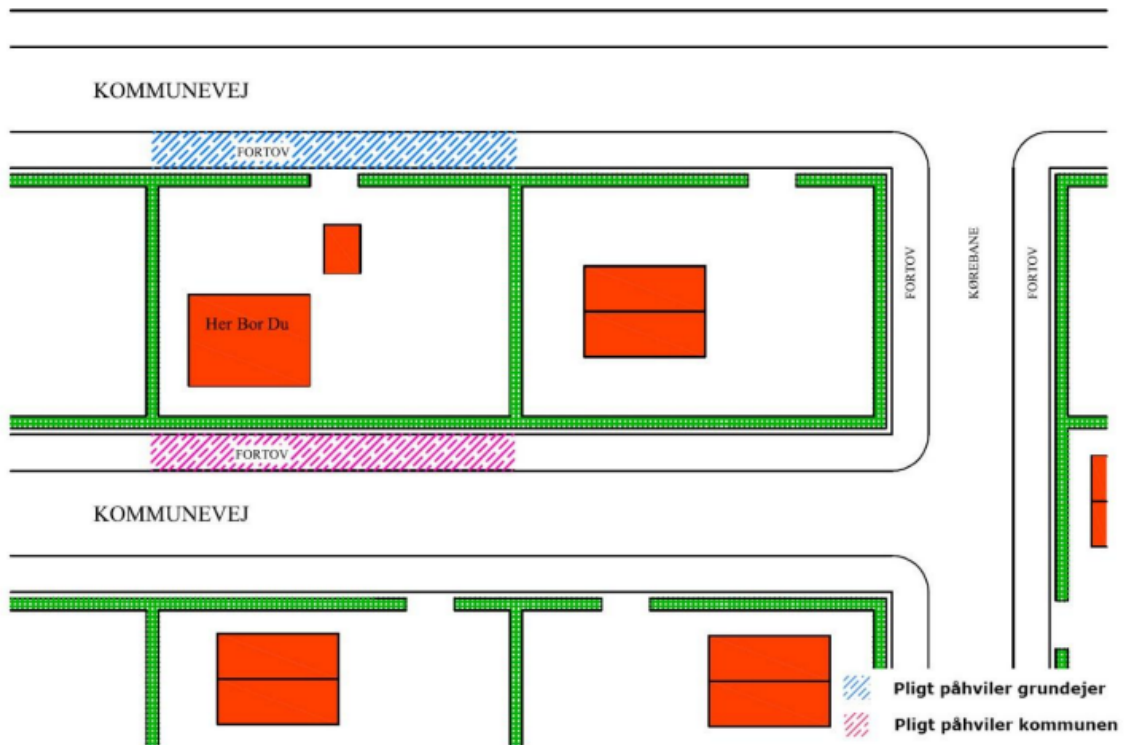 KOMMUNEVEJ
FORTOV
Her Bor Du
FORTOV
KØREBANE
FORTOV
FORTOV
KOMMUNEVEJ
Pligt påhviler grundejer
Pligt påhviler kommunen